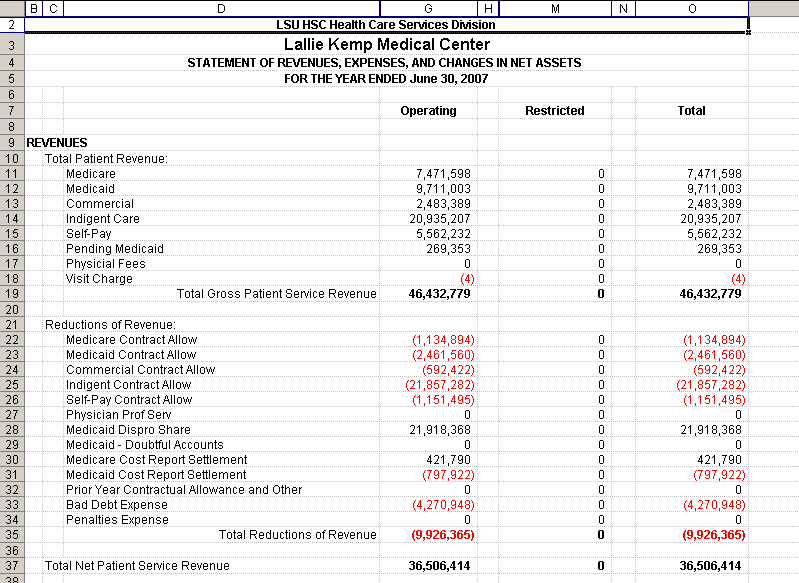 B C D G H M N O
2 LSU HSC Health Care Services Division
3 Lallie Kemp Medical Center
4 STATEMENT OF REVENUES, EXPENSES, AND CHANGES IN NET ASSETS
5 FOR THE YEAR ENDED June 30, 2007
6
7 Operating Restricted Total
8
9 REVENUES
10 Total Patient Revenue:
11 Medicare 7,471,598 0 7,471,598
12 Medicaid 9,711,003 0 9,711,003
13 Commercial 2,483,389 0 2,483,389
14 Indigent Care 20,935,207 0 20,935,207
15 Self-Pay 5,562,232 0 5,562,232
16 Pending Medicaid 269,353 0 269,353
17 Physicial Fees 0 0 0
18 Visit Charge (4) 0 (4)
19 Total Gross Patient Service Revenue 46,432,779 0 46,432,779
20
21 Reductions of Revenue:
22 Medicare Contract Allow (1,134,894) 0 (1,134,894)
23 Medicaid Contract Allow (2,461,560) 0 (2,461,560)
24 Commercial Contract Allow (592,422) 0 (592,422)
25 Indigent Contract Allow (21,857,282) 0 (21,857,282)
26 Self-Pay Contract Allow (1,151,495) 0 (1,151,495)
27 Physician Prof Serv 0 0 0
28 Medicaid Dispro Share 21,918,368 0 21,918,368
29 Medicaid - Doubtful Accounts 0 0 0
30 Medicare Cost Report Settlement 421,790 0 421,790
31 Medicaid Cost Report Settlement (797,922) 0 (797,922)
32 Prior Year Contractual Allowance and Other 0 0 0
33 Bad Debt Expense (4,270,948) 0 (4,270,948)
34 Penalties Expense 0 0 0
35 Total Reductions of Revenue (9,926,365) 0 (9,926,365)
36
37 Total Net Patient Service Revenue 36,506,414 0 36,506,414
38